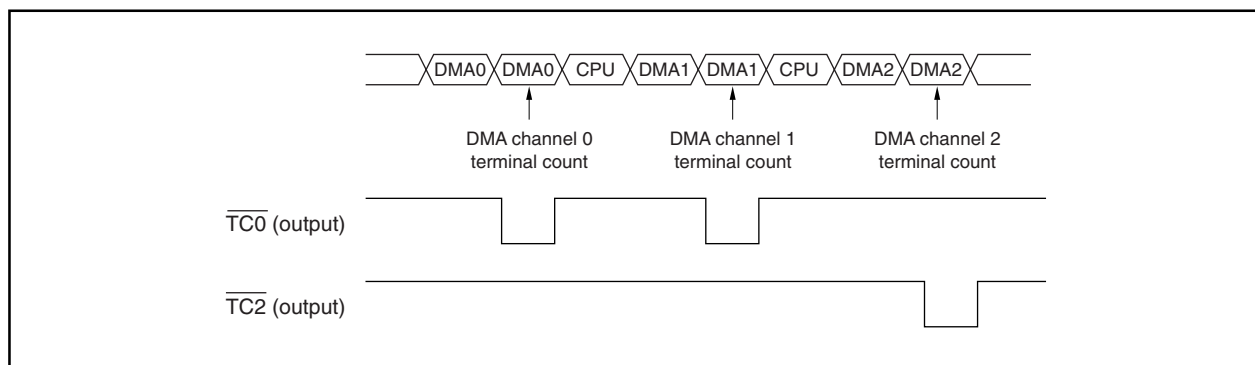 DMA0 DMA0 CPU DMA1 DMA1 CPU DMA2 DMA2
DMA channel 0 terminal count
DMA channel 1 terminal count
DMA channel 2 terminal count
TC0 (output)
TC2 (output)